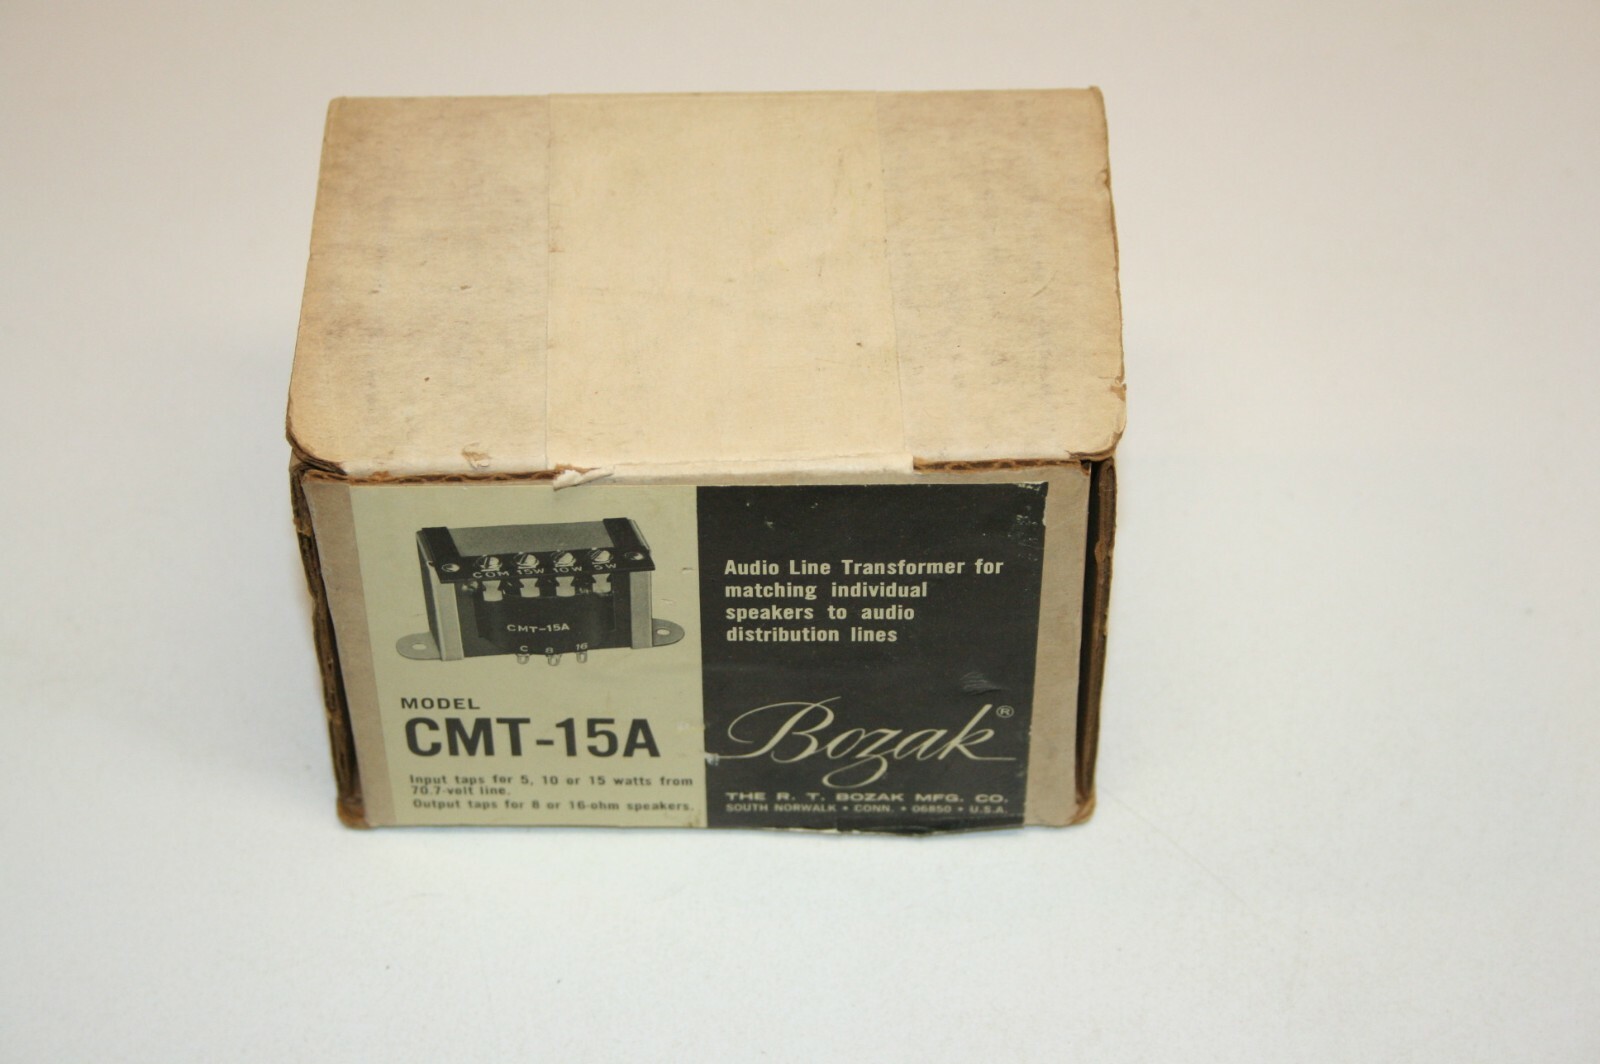 COM 15W 10W 5W
CMT-15A
C 8 16
MODEL
CMT-15A
Input taps for 5, 10 or 15 watts from
70.7-volt line.
Output taps for 8 or 16-ohm speakers.
Audio Line Transformer for
matching individual
speakers to audio
distribution lines
Bozak®
THE R. T. BOZAK MFG. CO.
SOUTH NORWALK • CONN. • 06850 • U.S.A.